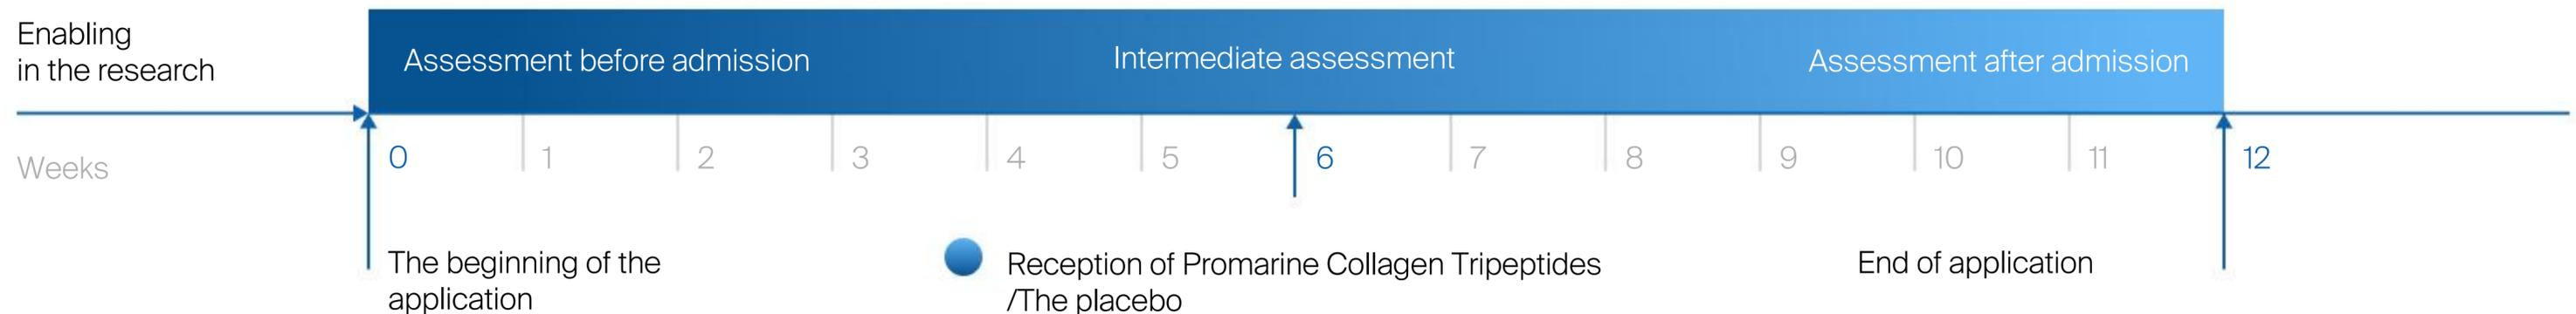 Enabling
in the research
Assessment before admission
Intermediate assessment
Assessment after admission
Weeks
0 1 2 3 4 5 6 7 8 9 10 11 12
The beginning of the
application
Reception of Promarine Collagen Tripeptides
/The placebo
End of application